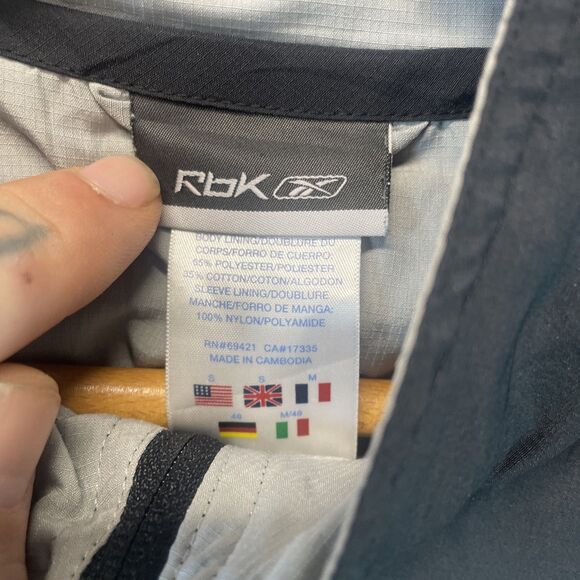 RbK
BODY LINING/DOUBLURE DU
CORPS/FORRO DE CUERPO:
65% POLYESTER/POLIESTER
35% COTTON/COTON/ALGODON
SLEEVE LINING/DOUBLURE
MANCHE/FORRO DE MANGA:
100% NYLON/POLYAMIDE
RN#69421 CA#17335
MADE IN CAMBODIA
S S M
46 M/48